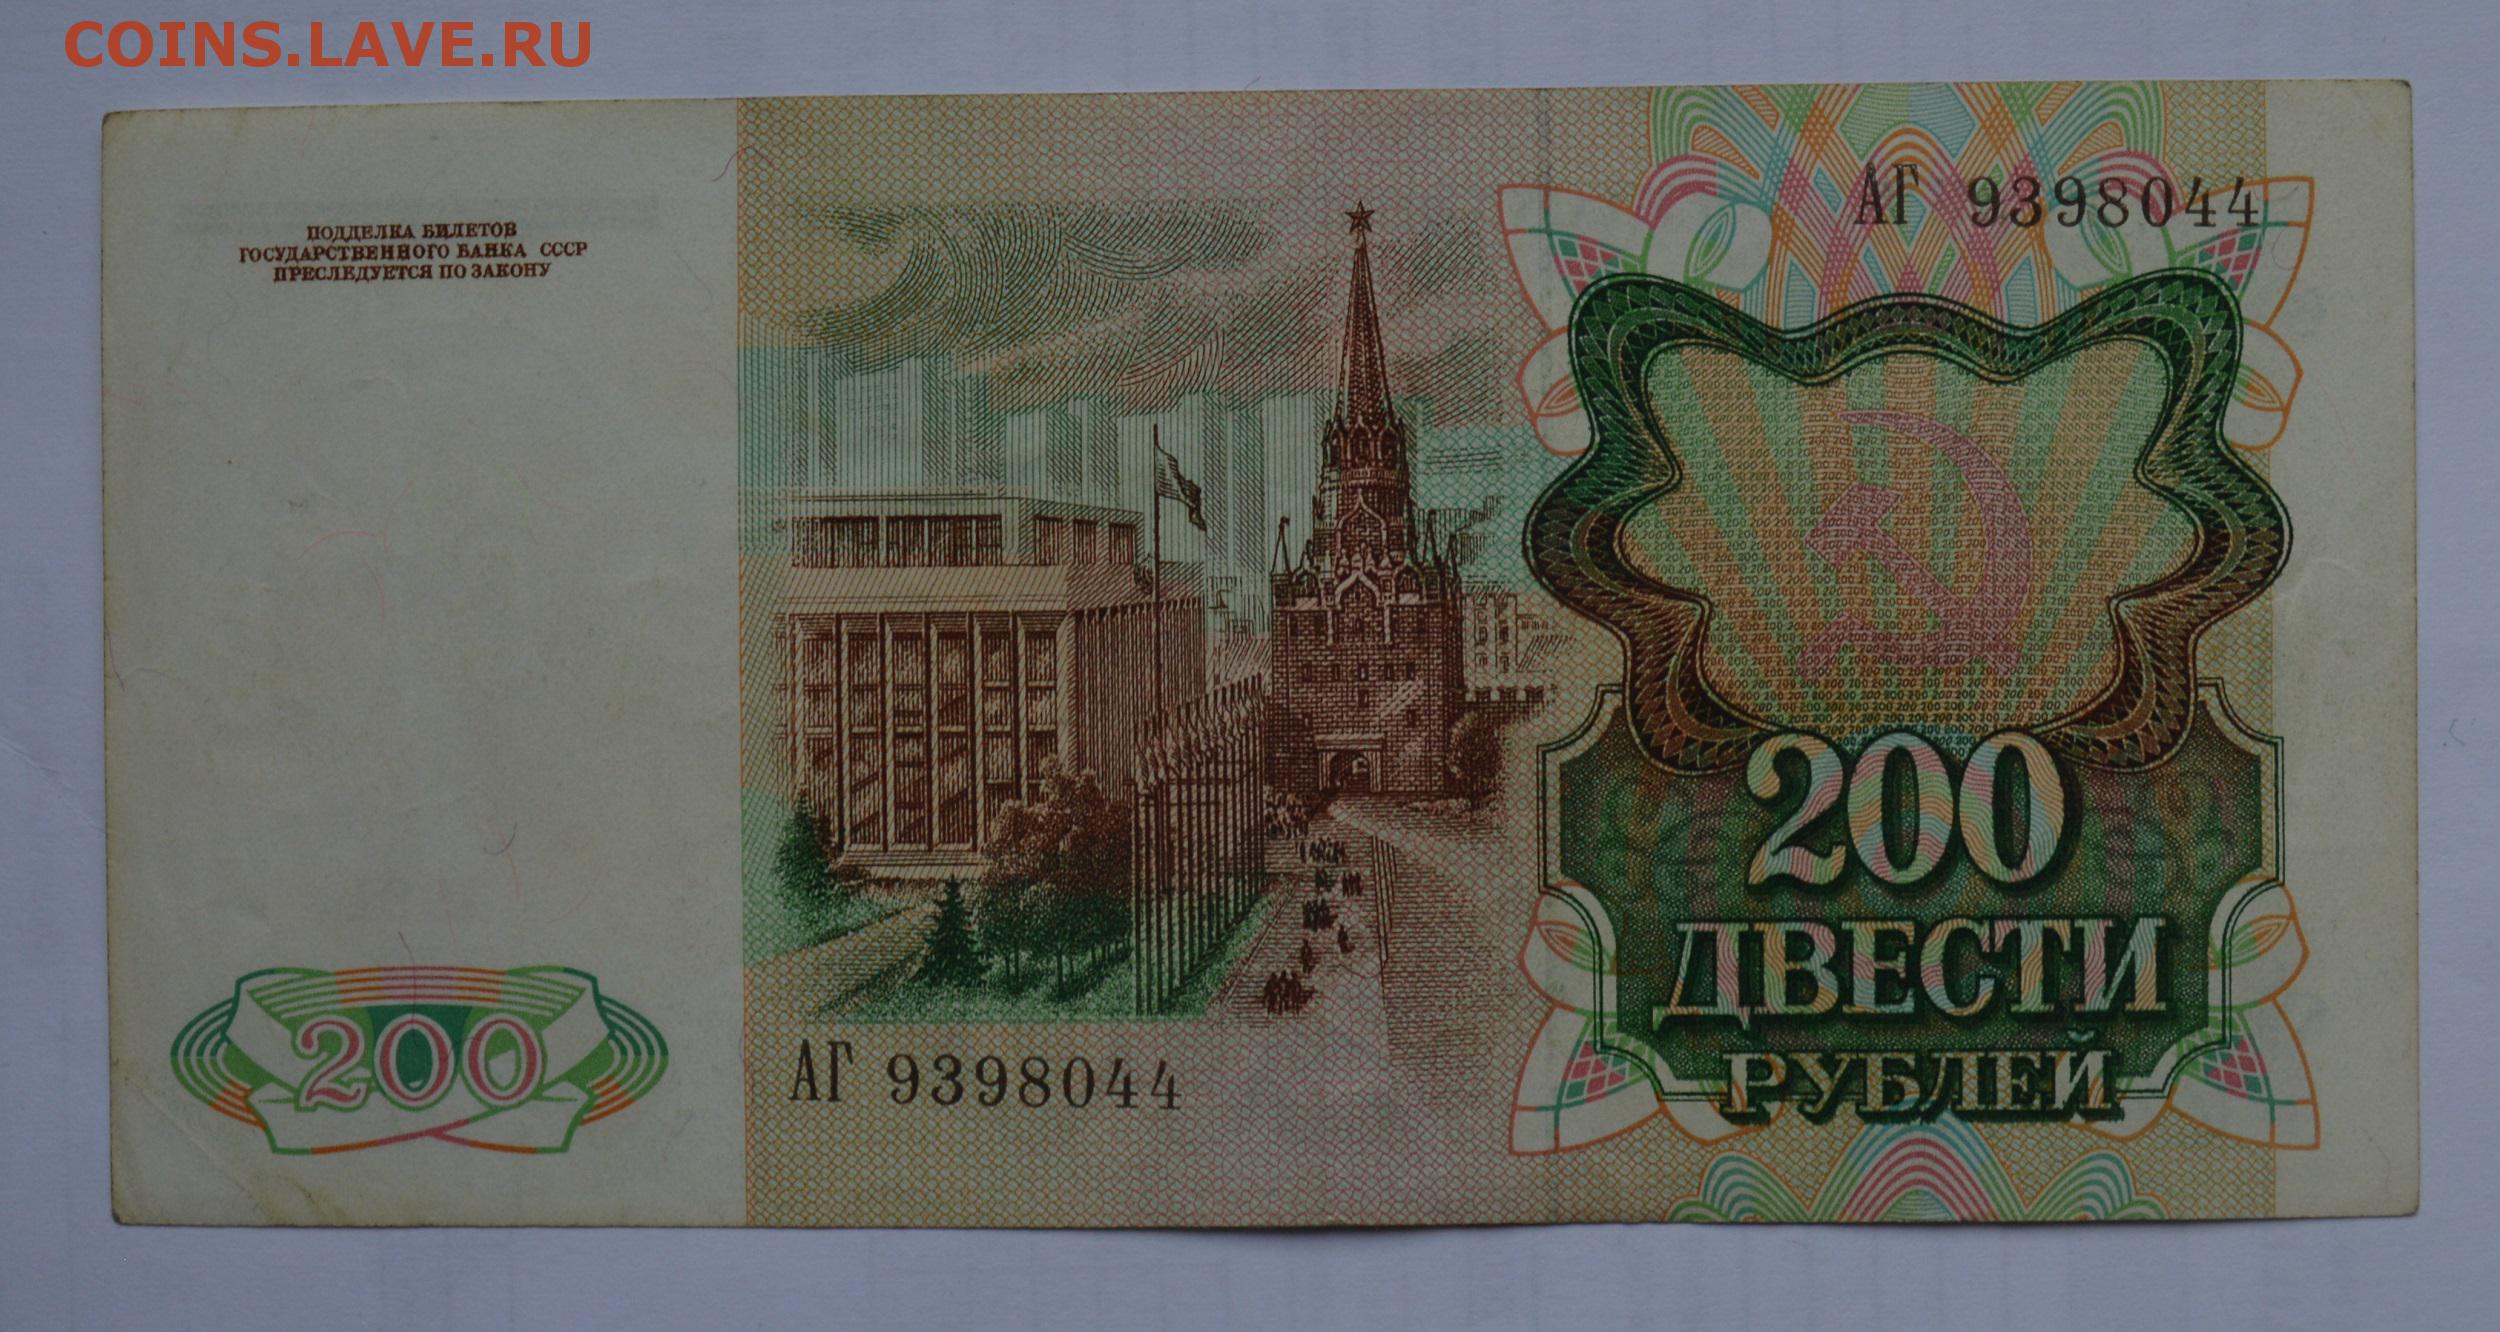 COINS.LAVE.RU
АГ 9398044
ПОДДЕЛКА БИЛЕТОВ
ГОСУДАРСТВЕННОГО БАНКА СССР
ПРЕСЛЕДУЕТСЯ ПО ЗАКОНУ
200
ДВЕСТИ
РУБЛЕЙ
200
АГ 9398044